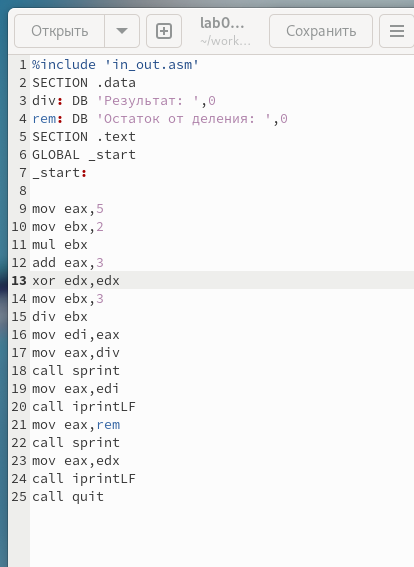 Открыть
lab0...
~/work...
Сохранить
1 %include 'in_out.asm'
2 SECTION .data
3 div: DB 'Результат: ',0
4 rem: DB 'Остаток от деления: ',0
5 SECTION .text
6 GLOBAL _start
7 _start:
8
9 mov eax,5
10 mov ebx,2
11 mul ebx
12 add eax,3
13 xor edx,edx
14 mov ebx,3
15 div ebx
16 mov edi,eax
17 mov eax,div
18 call sprint
19 mov eax,edi
20 call iprintLF
21 mov eax,rem
22 call sprint
23 mov eax,edx
24 call iprintLF
25 call quit